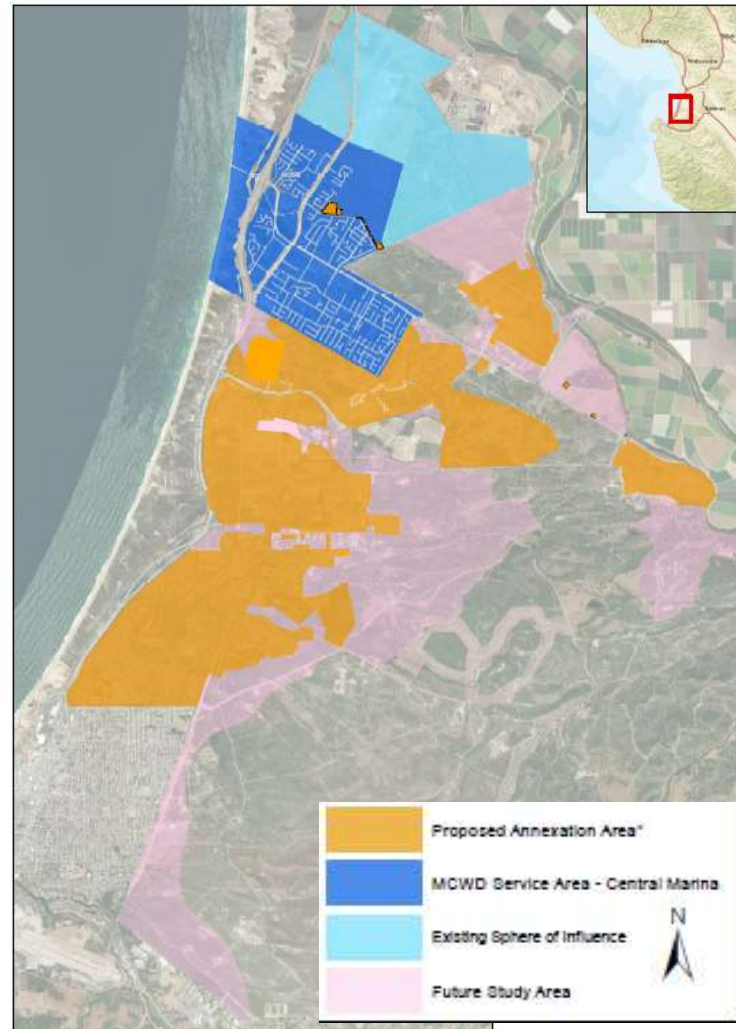 Proposed Annexation Area*
MCWD Service Area - Central Marina
Existing Sphere of Influence
N
Future Study Area